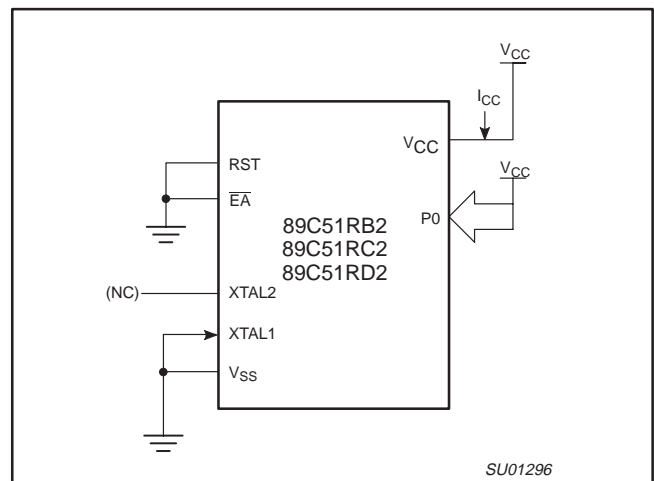 VCC
ICC
VCC
RST
VCC
EA
P0
89C51RB2
89C51RC2
89C51RD2
(NC)
XTAL2
XTAL1
VSS
SU01296